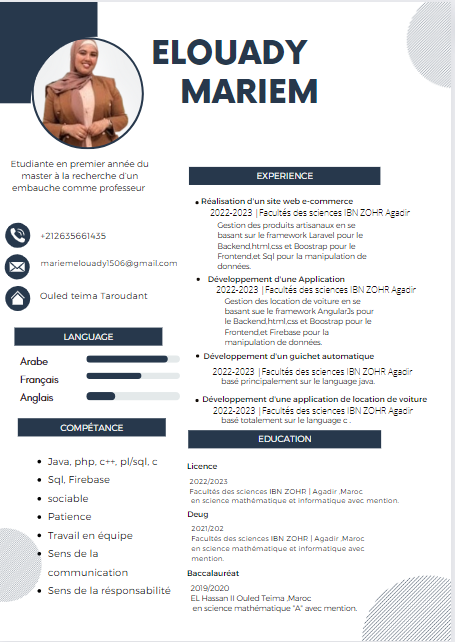 ELOUADY
MARIEM
Etudiante en premier année du
master à la recherche d'un
embauche comme professeur
+212635661435
mariemelouady1506@gmail.com
Ouled teima Taroudant
LANGUAGE
Arabe
Français
Anglais
COMPÉTANCE
Java, php, c++, pl/sql, c
Sql, Firebase
sociable
Patience
Travail en équipe
Sens de la
communication
Sens de la résponsabilité
EXPERIENCE
Réalisation d'un site web e-commerce
2022-2023 |Facultés des sciences IBN ZOHR Agadir
Gestion des produits artisanaux en se
basant sur le framework Laravel pour le
Backend,html,css et Boostrap pour le
Frontend,et Sql pour la manipulation de
données.
Développement d'une Application
2022-2023 |Facultés des sciences IBN ZOHR Agadir
Gestion des location de voiture en se
basant sue le framework AngularJs pour
le Backend,html,css et Boostrap pour le
Frontend,et Firebase pour la
manipulation de données.
Développement d'un guichet automatique
2022-2023 |Facultés des sciences IBN ZOHR Agadir
basé principalement sur le language java.
Développement d'une application de location de voiture
2022-2023 |Facultés des sciences IBN ZOHR Agadir
basé totalement sur le language c .
EDUCATION
Licence
2022/2023
Facultés des sciences IBN ZOHR | Agadir ,Maroc
en science mathématique et informatique avec mention.
Deug
2021/202
Facultés des sciences IBN ZOHR | Agadir ,Maroc
en science mathématique et informatique avec
mention.
Baccalauréat
2019/2020
EL Hassan II Ouled Teima ,Maroc
en science mathématique "A" avec mention.